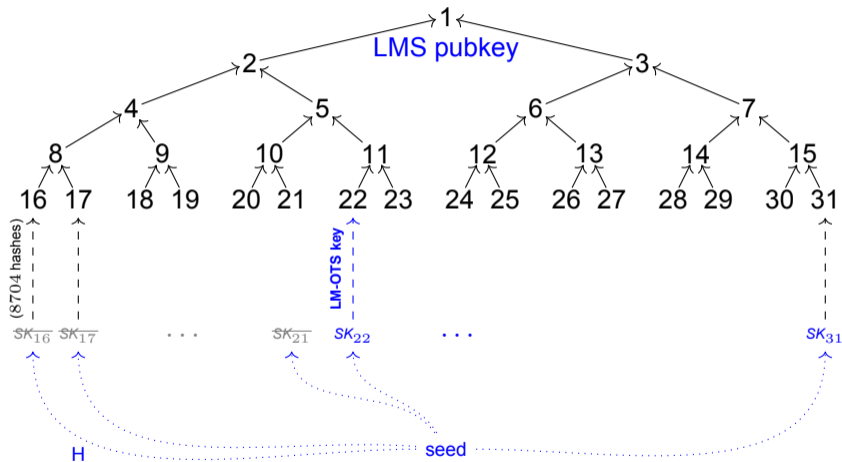 1
LMS pubkey
2 3
4 5 6 7
8 9 10 11 12 13 14 15
16 17 18 19 20 21 22 23 24 25 26 27 28 29 30 31
(8704 hashes)
LM-OTS key
SK16 SK17 · · · SK21 SK22 · · · SK31
H
seed